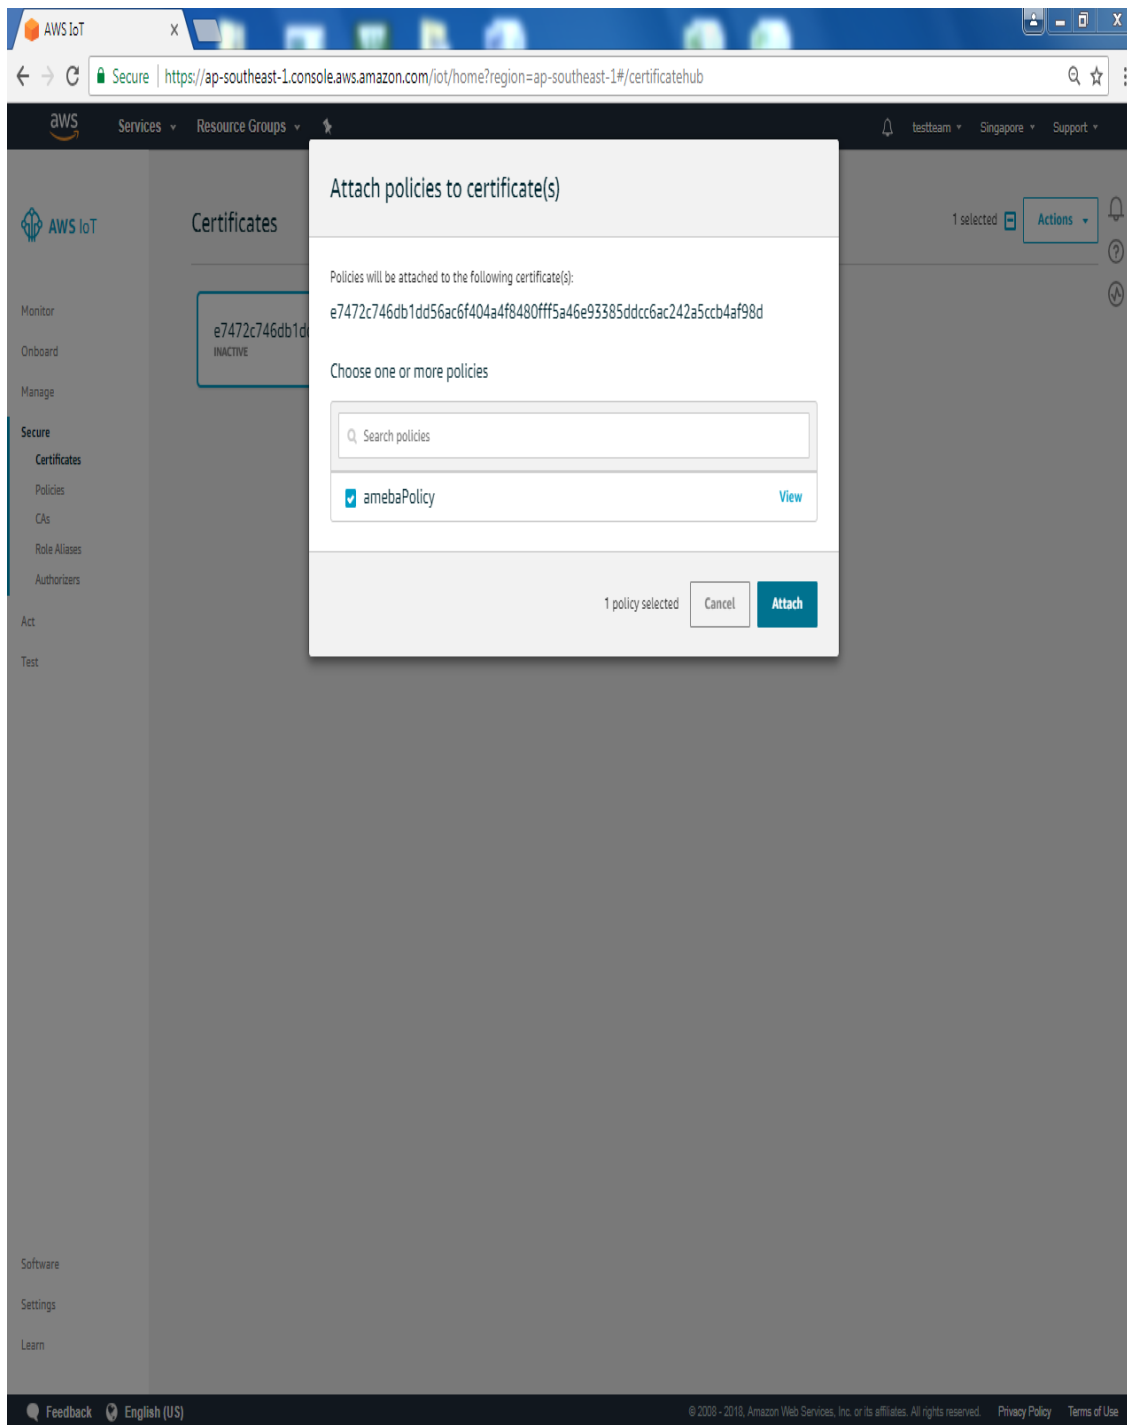 AWS IoT
Secure https://ap-southeast-1.console.aws.amazon.com/iot/home?region=ap-southeast-1#/certificatehub
aws Services Resource Groups testteam Singapore Support
Attach policies to certificate(s)
AWS IoT
Certificates
1 selected Actions
Policies will be attached to the following certificate(s):
e7472c746db1dd56ac6f404a4f8480fff5a46e93385ddcc6ac242a5ccb4af98d
Monitor
e7472c746db1d
INACTIVE
Onboard
Choose one or more policies
Manage
Secure
Search policies
Certificates
Policies
amebaPolicy View
CAs
Role Aliases
Authorizers
1 policy selected Cancel Attach
Act
Test
Software
Settings
Learn
Feedback English (US) © 2008 - 2018, Amazon Web Services, Inc. or its affiliates. All rights reserved. Privacy Policy Terms of Use